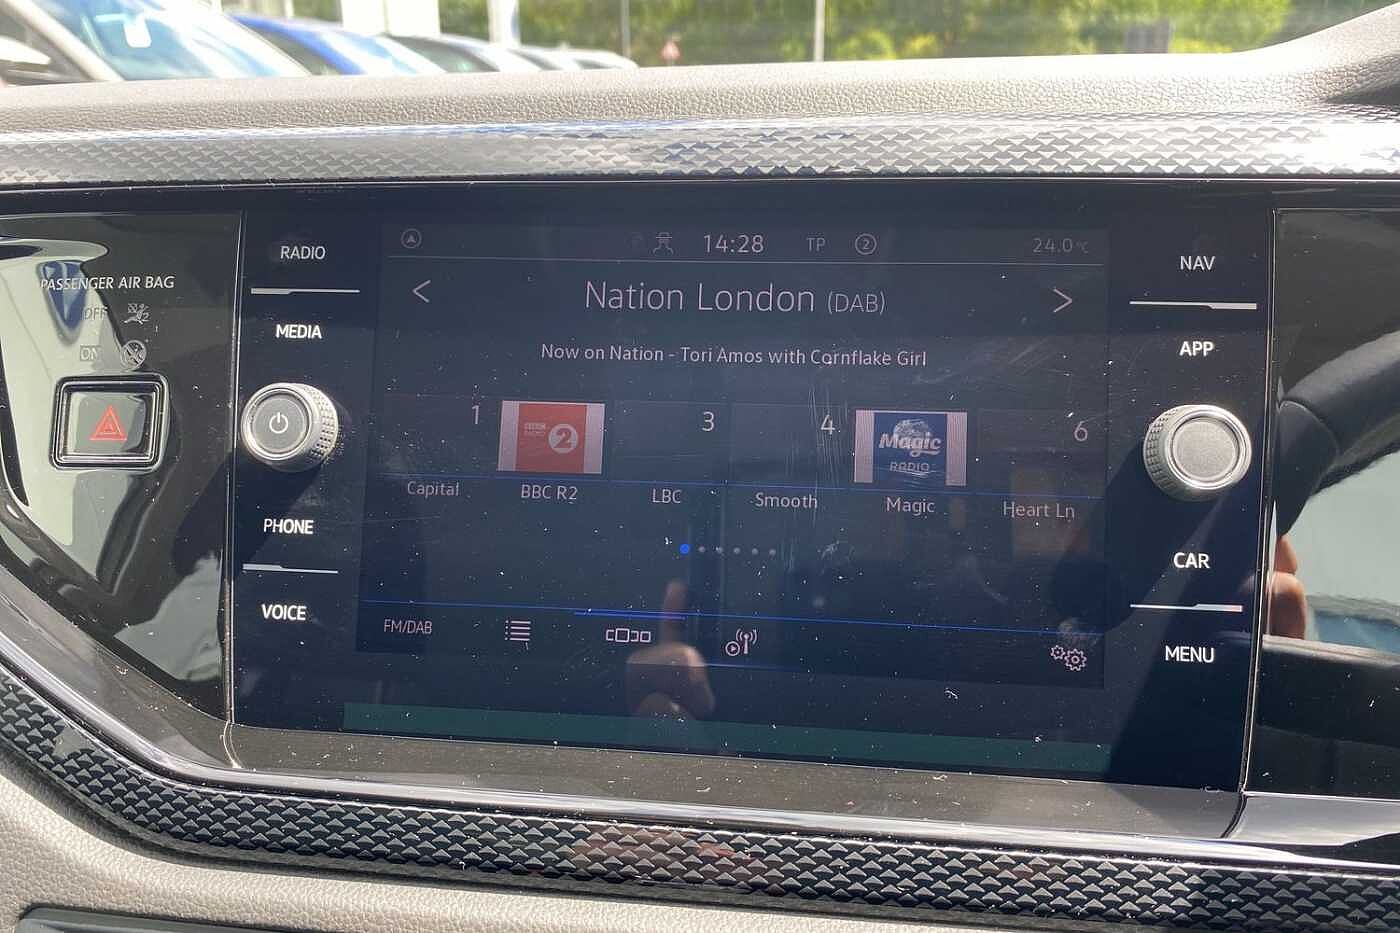 PASSENGER AIR BAG
OFF
2
ON
RADIO
MEDIA
PHONE
VOICE
14:28 TP 2 24.0°C
Nation London (DAB)
Now on Nation - Tori Amos with Cornflake Girl
1
BBC
RADIO
2
3
4
Magic
RADIO
6
Capital
BBC R2
LBC
Smooth
Magic
Heart Ln
FM/DAB
NAV
APP
CAR
MENU